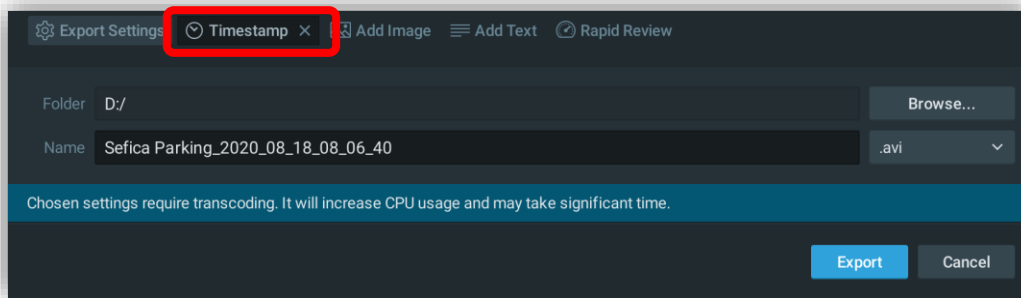 Export Settings Timestamp × Add Image Add Text Rapid Review
Folder D:/ Browse...
Name Sefica Parking_2020_08_18_08_06_40 .avi
Chosen settings require transcoding. It will increase CPU usage and may take significant time.
Export Cancel